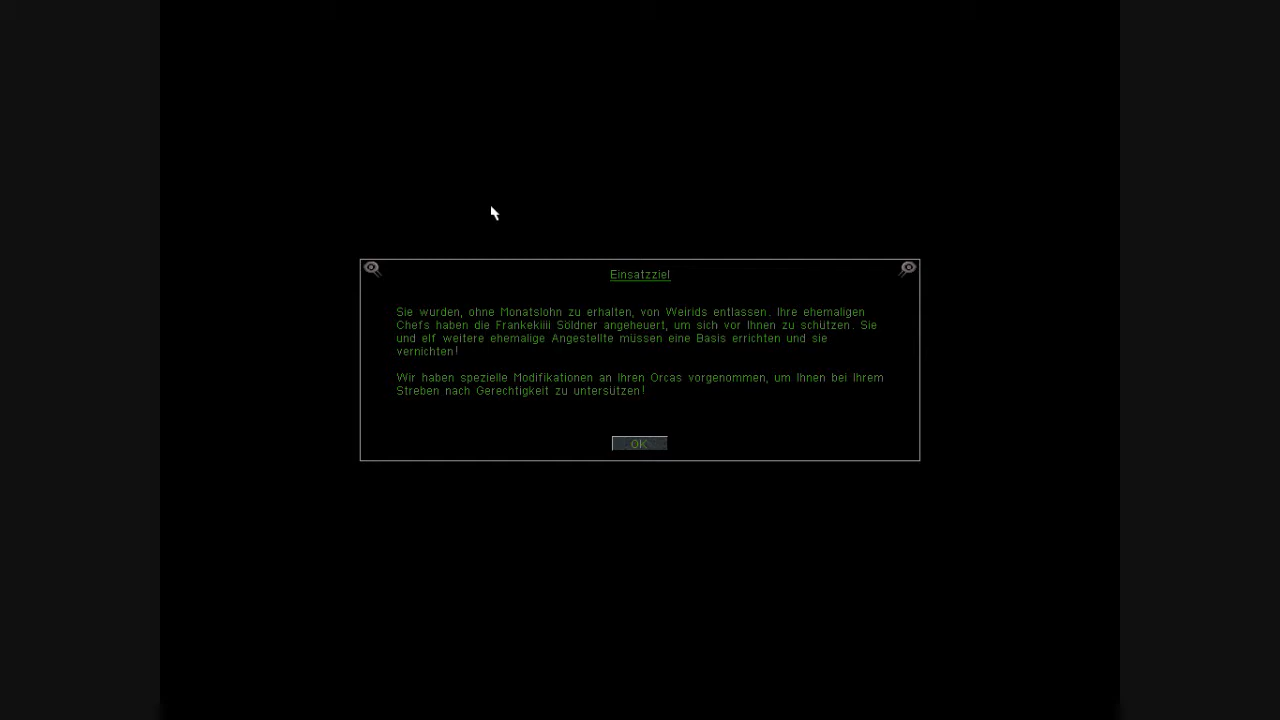 Einsatzziel
Sie wurden, ohne Monatslohn zu erhalten, von Weirids entlassen. Ihre ehemaligen
Chefs haben die Frankekiiii Söldner angeheuert, um sich vor Ihnen zu schützen. Sie
und elf weitere ehemalige Angestellte müssen eine Basis errichten und sie
vernichten!
Wir haben spezielle Modifikationen an Ihren Orcas vorgenommen, um Ihnen bei Ihrem
Streben nach Gerechtigkeit zu untersützen!
OK